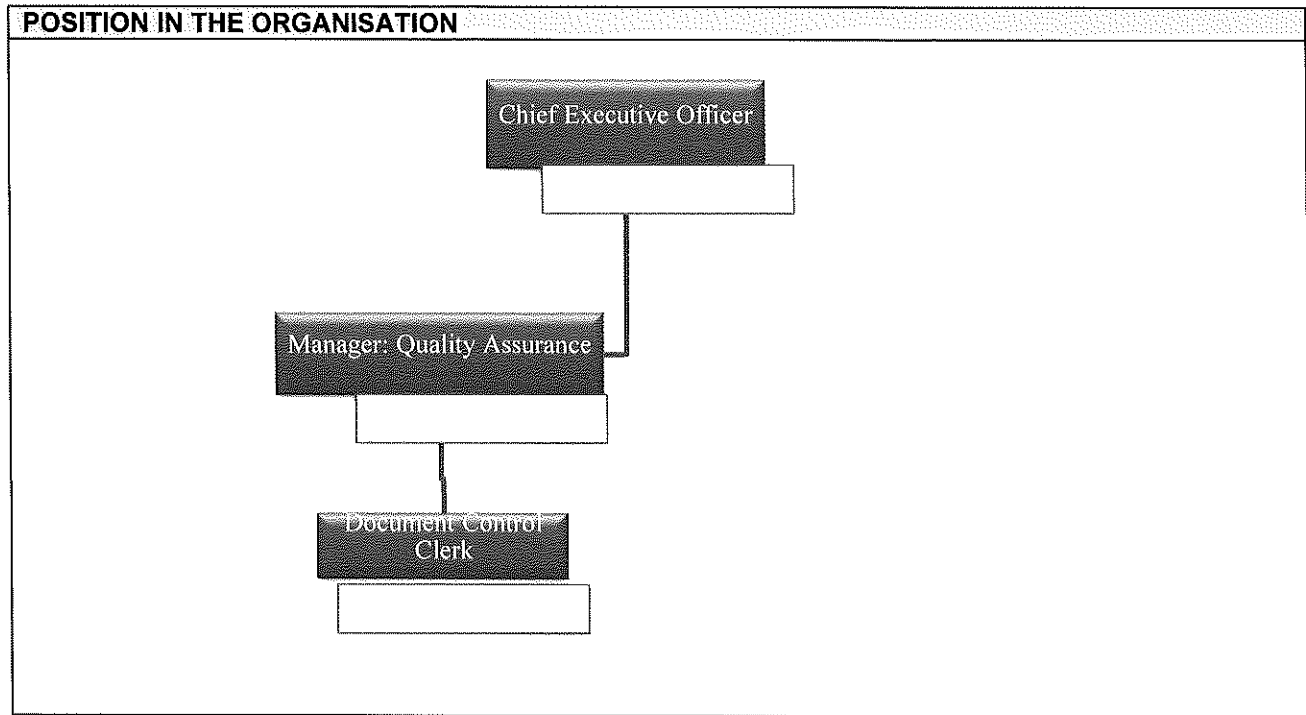 POSITION IN THE ORGANISATION
Chief Executive Officer
Manager: Quality Assurance
Document Control
Clerk